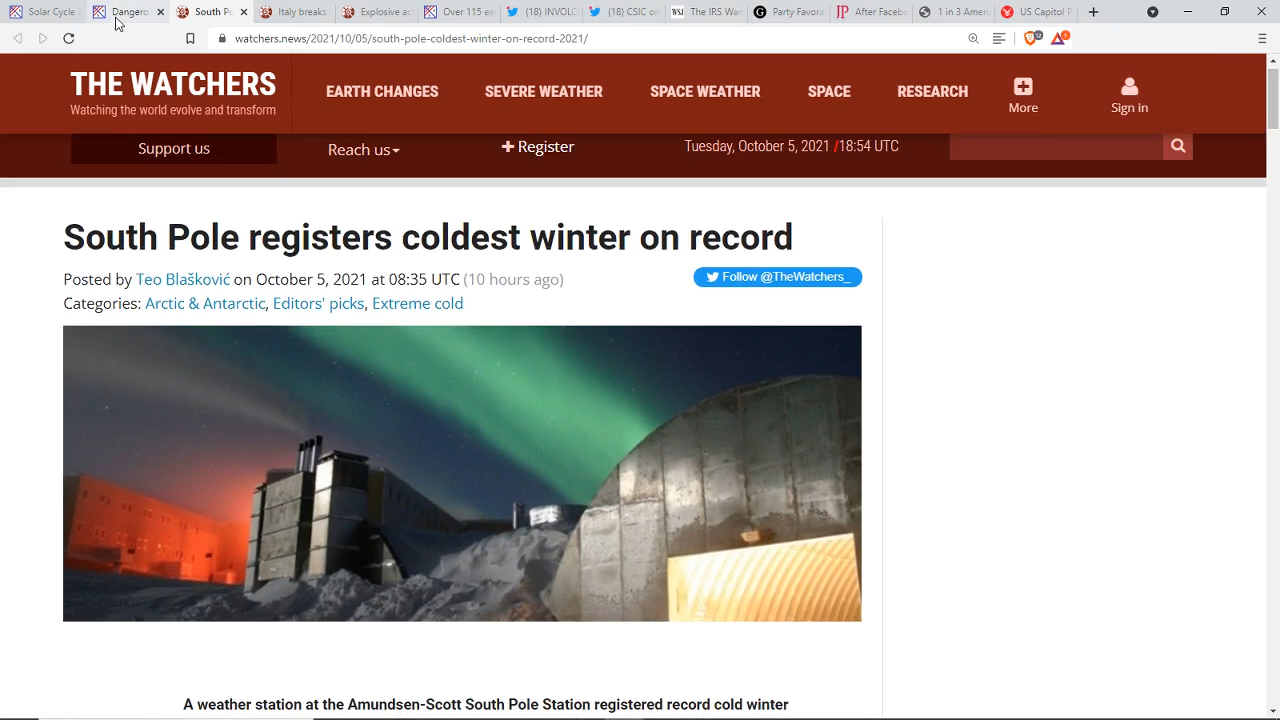 Solar Cycle 2
Dangero
South Po
Italy breaks
Explosive ac
Over 115 ea
(18) INVOLC
(18) CSIC on
The IRS Wan
Party Favora
After Faceb
1 in 3 Ameri
US Capitol P
watchers.news/2021/10/05/south-pole-coldest-winter-on-record-2021/
12
THE WATCHERS
Watching the world evolve and transform
EARTH CHANGES
SEVERE WEATHER
SPACE WEATHER
SPACE
RESEARCH
More
Sign in
Support us
Reach us
Register
Tuesday, October 5, 2021 / 18:54 UTC
South Pole registers coldest winter on record
Posted by Teo Blašković on October 5, 2021 at 08:35 UTC (10 hours ago)
Follow @TheWatchers_
Categories: Arctic & Antarctic, Editors' picks, Extreme cold
A weather station at the Amundsen-Scott South Pole Station registered record cold winter